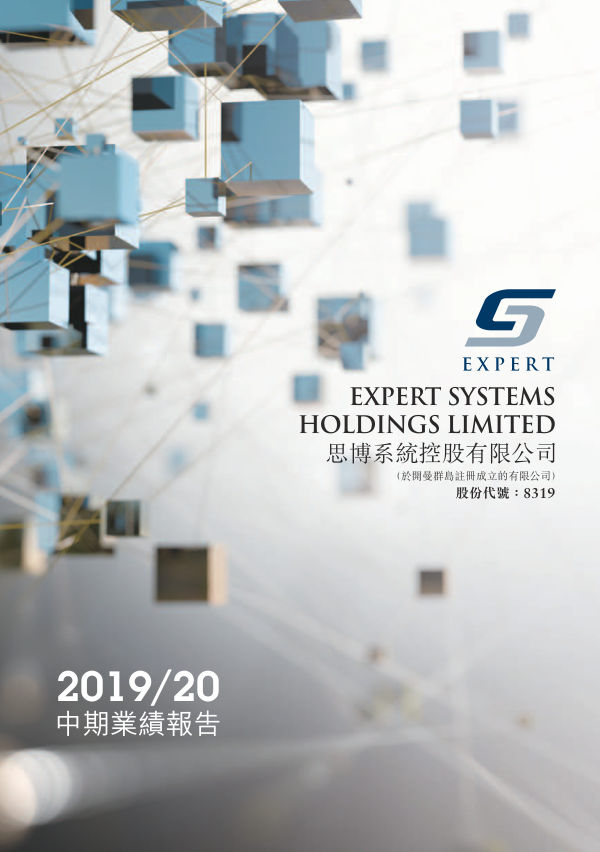 EXPERT
EXPERT SYSTEMS
HOLDINGS LIMITED
思博系統控股有限公司
(於開曼群島註冊成立的有限公司)
股份代號：8319
2019/20
中期業績報告